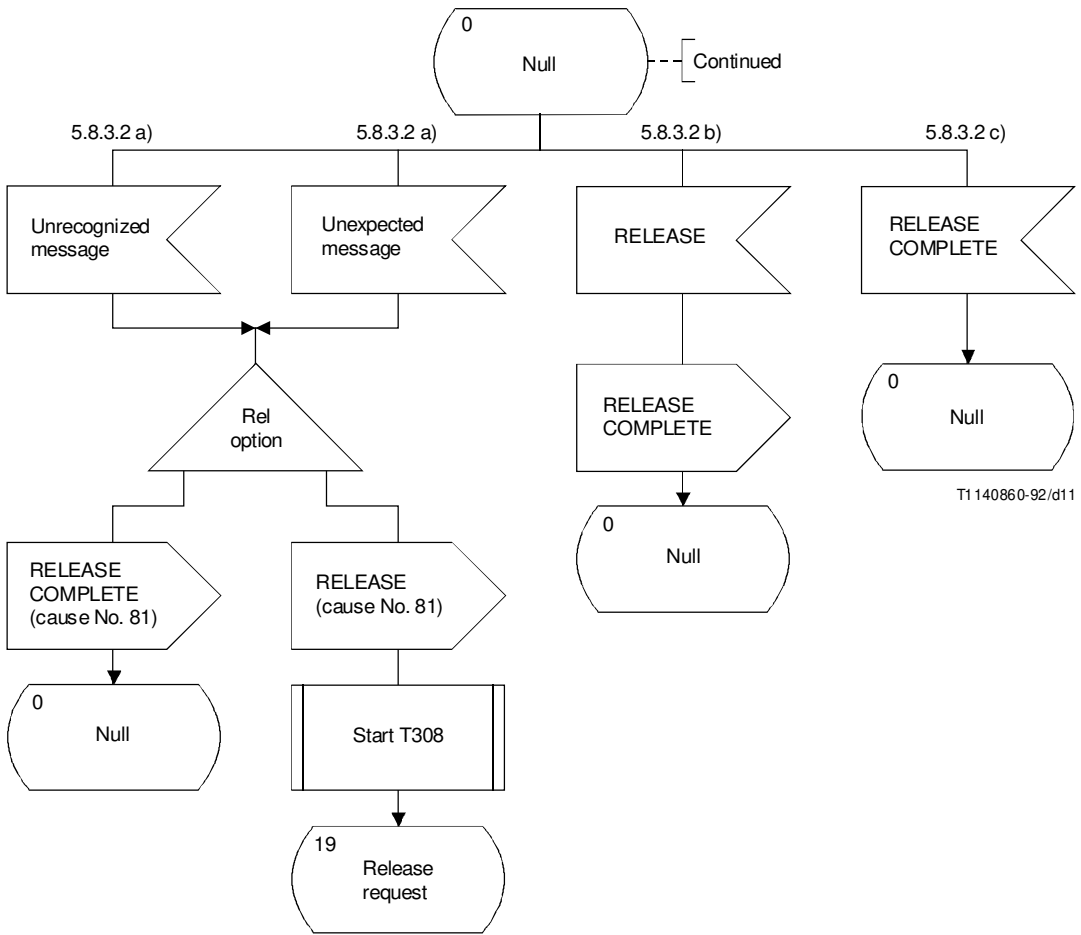 0
Null
Continued
5.8.3.2 a)
5.8.3.2 a)
5.8.3.2 b)
5.8.3.2 c)
Unrecognized
message
Unexpected
message
RELEASE
RELEASE
COMPLETE
Rel
option
RELEASE
COMPLETE
0
Null
T1140860-92/d11
RELEASE
COMPLETE
(cause No. 81)
RELEASE
(cause No. 81)
0
Null
0
Null
Start T308
19
Release
request